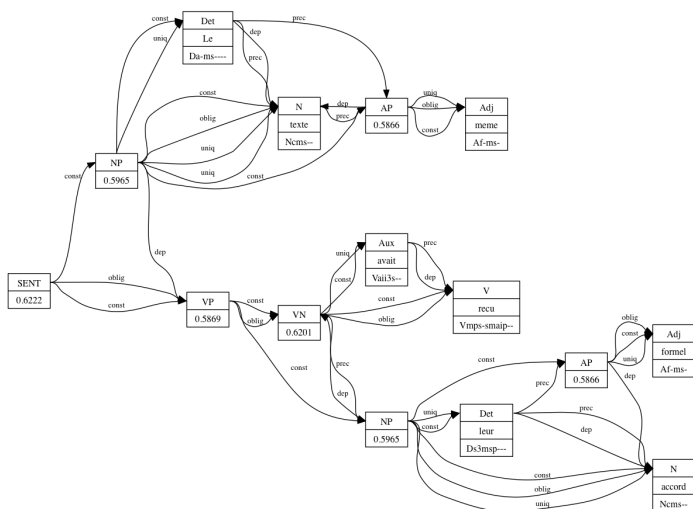 const
uniq
Det
Le
Da-ms----
prec
dep
prec
const
oblig
uniq
uniq
const
N
texte
Ncms--
dep
prec
AP
0.5866
uniq
oblig
const
Adj
meme
Af-ms-
const
NP
0.5965
dep
SENT
0.6222
oblig
const
VP
0.5869
const
oblig
const
VN
0.6201
uniq
const
Aux
avait
Vaii3s--
prec
dep
const
oblig
V
recu
Vmps-smaip--
prec
dep
NP
0.5965
const
uniq
const
Det
leur
Ds3msp---
prec
AP
0.5866
oblig
const
uniq
dep
Adj
formel
Af-ms-
prec
dep
const
oblig
uniq
N
accord
Ncms--